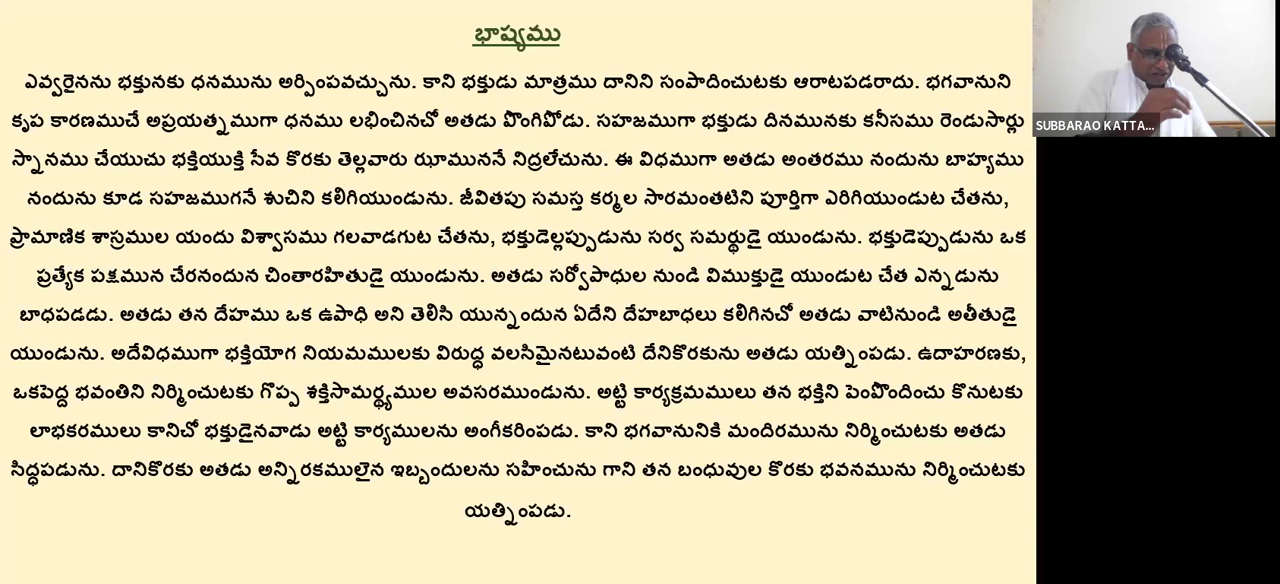 భాష్యము
ఎవ్వరైనను భక్తునకు ధనమును అర్పింపవచ్చును. కాని భక్తుడు మాత్రము దానిని సంపాదించుటకు ఆరాటపడరాదు. భగవానుని
కృప కారణముచే అప్రయత్నముగా ధనము లభించినచో అతడు పొంగిపోడు. సహజముగా భక్తుడు దినమునకు కనీసము రెండుసార్లు
స్నానము చేయుచు భక్తియుక్తి సేవ కొరకు తెల్లవారు ఝాముననే నిద్రలేచును. ఈ విధముగా అతడు అంతరము నందును బాహ్యము
నందును కూడ సహజముగనే శుచిని కలిగియుండును. జీవితపు సమస్త కర్మల సారమంతటిని పూర్తిగా ఎరిగియుండుట చేతను,
ప్రామాణిక శాస్రముల యందు విశ్వాసము గలవాడగుట చేతను, భక్తుడెల్లప్పుడును సర్వ సమర్థుడై యుండును. భక్తుడెప్పుడును ఒక
ప్రత్యేక పక్షమున చేరనందున చింతారహితుడై యుండును. అతడు సర్వోపాధుల నుండి విముక్తుడై యుండుట చేత ఎన్నడును
బాధపడడు. అతడు తన దేహము ఒక ఉపాధి అని తెలిసి యున్నందున ఏదేని దేహబాధలు కలిగినచో అతడు వాటినుండి అతీతుడై
యుండును. అదేవిధముగా భక్తియోగ నియమములకు విరుద్ధ వలసిమైనటువంటి దేనికొరకును అతడు యత్నింపడు. ఉదాహరణకు,
ఒకపెద్ద భవంతిని నిర్మించుటకు గొప్ప శక్తిసామర్థ్యముల అవసరముండును. అట్టి కార్యక్రమములు తన భక్తిని పెంపొందించు కొనుటకు
లాభకరములు కానిచో భక్తుడైనవాడు అట్టి కార్యములను అంగీకరింపడు. కాని భగవానునికి మందిరమును నిర్మించుటకు అతడు
సిద్ధపడును. దానికొరకు అతడు అన్నిరకములైన ఇబ్బందులను సహించును గాని తన బంధువుల కొరకు భవనమును నిర్మించుటకు
యత్నింపడు.
SUBBARAO KATTA...